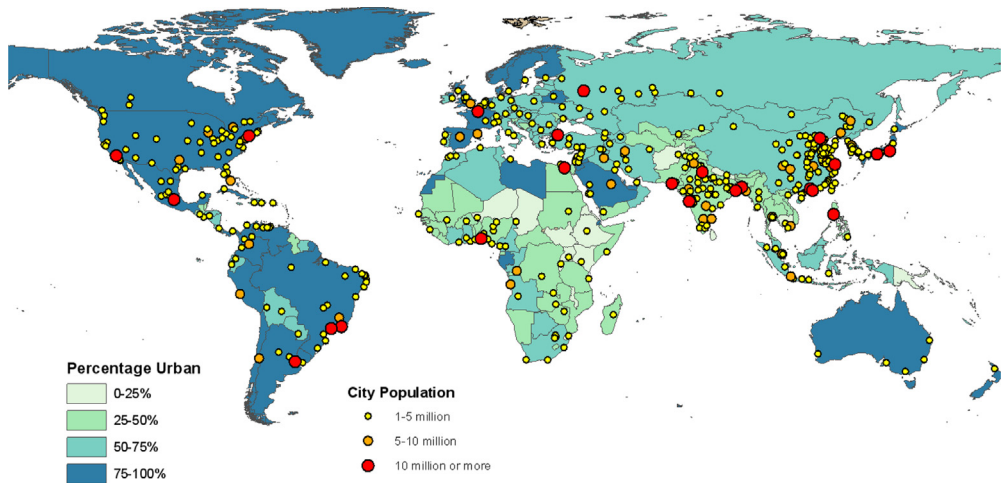 Percentage Urban
0-25%
25-50%
50-75%
75-100%
City Population
1-5 million
5-10 million
10 million or more